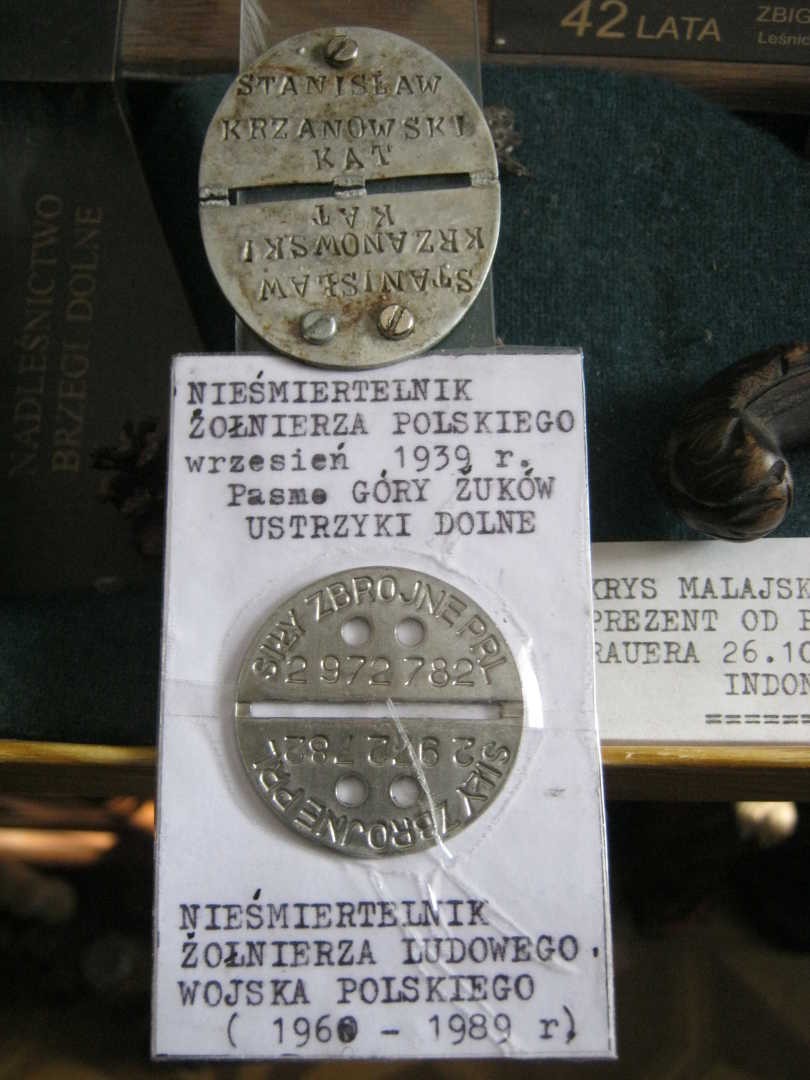 42 LATA
ZBIG
Leśnic
NADLEŚNICTWO
BRZEGI DOLNE
STANISŁAW
KRZANOWSKI
KAT
KAT
KRZANOWSKI
STANISŁAW
NIEŚMIERTELNIK
ŻOŁNIERZA POLSKIEGO
wrzesień 1939 r.
Pasmo GÓRY ŻUKÓW
USTRZYKI DOLNE
SIŁY ZBROJNE PRL
2 972 782
2 972 782
SIŁY ZBROJNE PRL
KRYS MALAJSK
PREZENT OD
RAUERA 26.10
INDON
=======
NIEŚMIERTELNIK
ŻOŁNIERZA LUDOWEGO
WOJSKA POLSKIEGO
( 1960 - 1989 r)